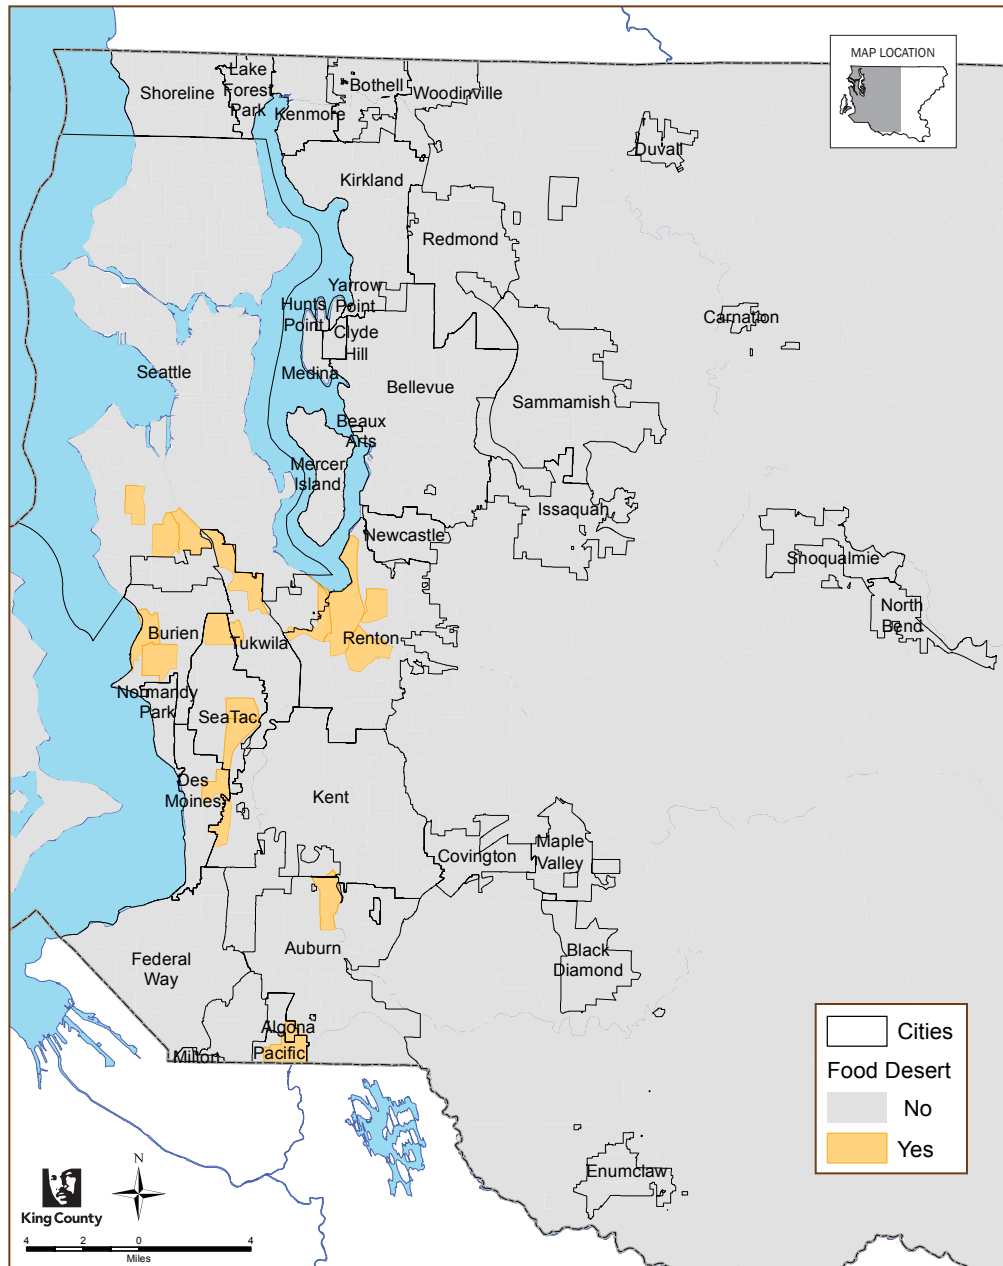 MAP LOCATION
Shoreline
Lake
Forest
Park
Kenmore
Bothell
Woodinville
Duvall
Kirkland
Redmond
Yarrow
Point
Hunts
Point
Clyde
Hill
Medina
Carnation
Seattle
Bellevue
Sammamish
Beaux
Arts
Mercer
Island
Issaquah
Newcastle
Shoqualmie
North
Bend
Burien
Tukwila
Renton
Normandy
Park
SeaTac
Des
Moines
Kent
Covington
Maple
Valley
Auburn
Federal
Way
Black
Diamond
Algona
Pacific
Milton
Enumclaw
Cities
Food Desert
No
Yes
N
King County
4 2 0 4
Miles